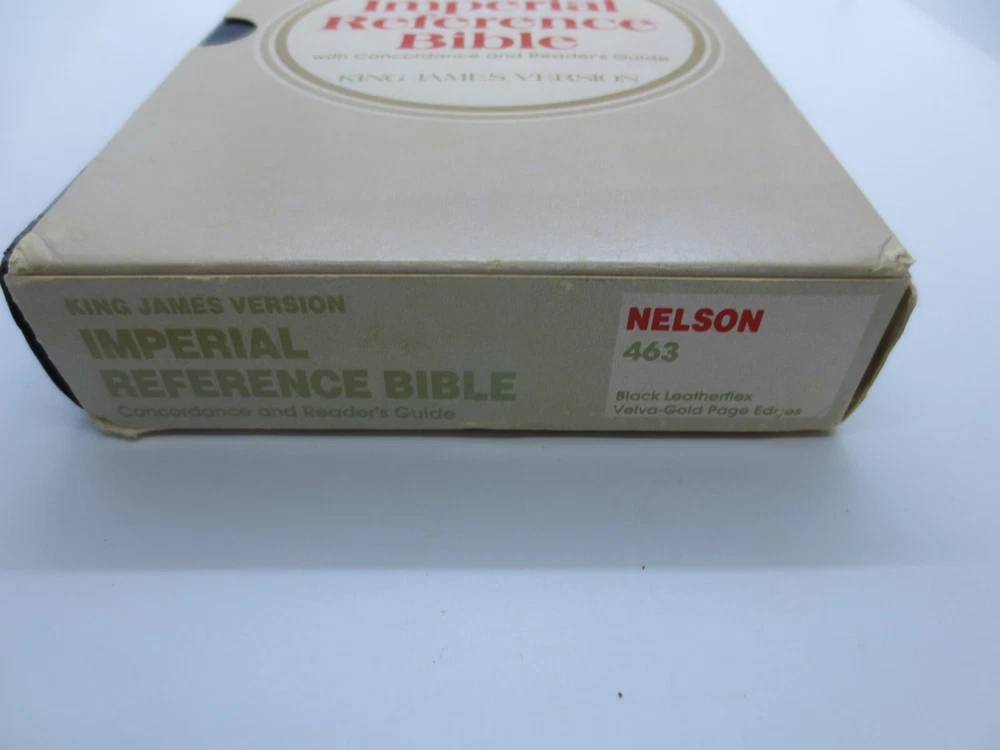 Imperial
Reference
Bible
with Concordance and Reader's Guide
KING JAMES VERSION
KING JAMES VERSION
IMPERIAL
REFERENCE BIBLE
Concordance and Reader's Guide
NELSON
463
Black Leatherflex
Velva-Gold Page Edges